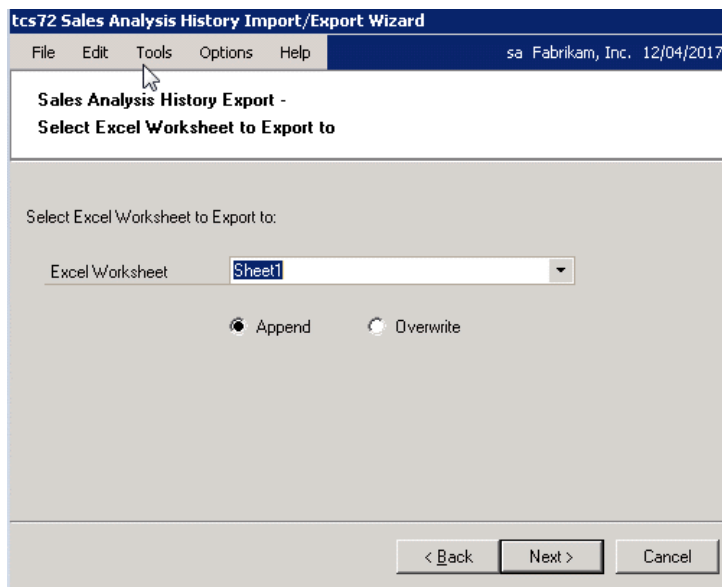 tcs72 Sales Analysis History Import/Export Wizard
File Edit Tools Options Help sa Fabrikam, Inc. 12/04/2017
Sales Analysis History Export -
Select Excel Worksheet to Export to
Select Excel Worksheet to Export to:
Excel Worksheet Sheet1
Append Overwrite
< Back Next > Cancel